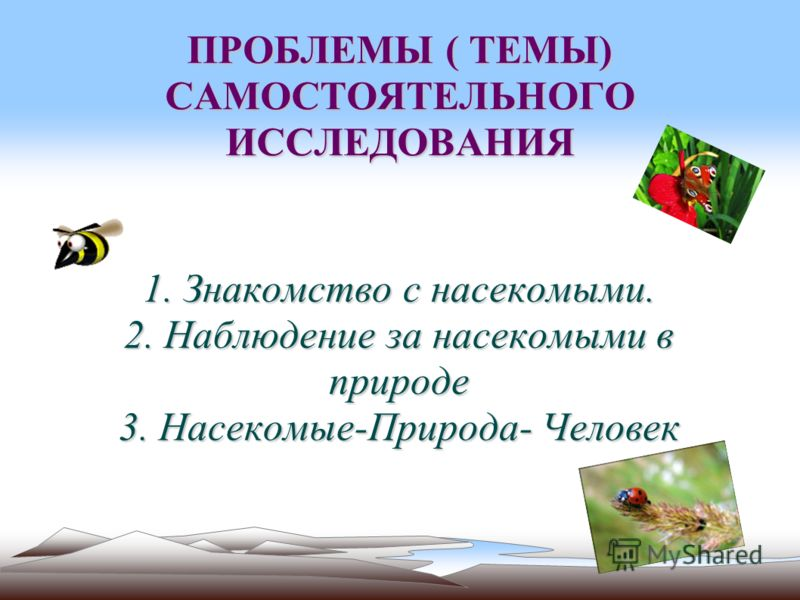 ПРОБЛЕМЫ ( ТЕМЫ)
САМОСТОЯТЕЛЬНОГО
ИССЛЕДОВАНИЯ
1. Знакомство с насекомыми.
2. Наблюдение за насекомыми в
природе
3. Насекомые-Природа- Человек
MyShared